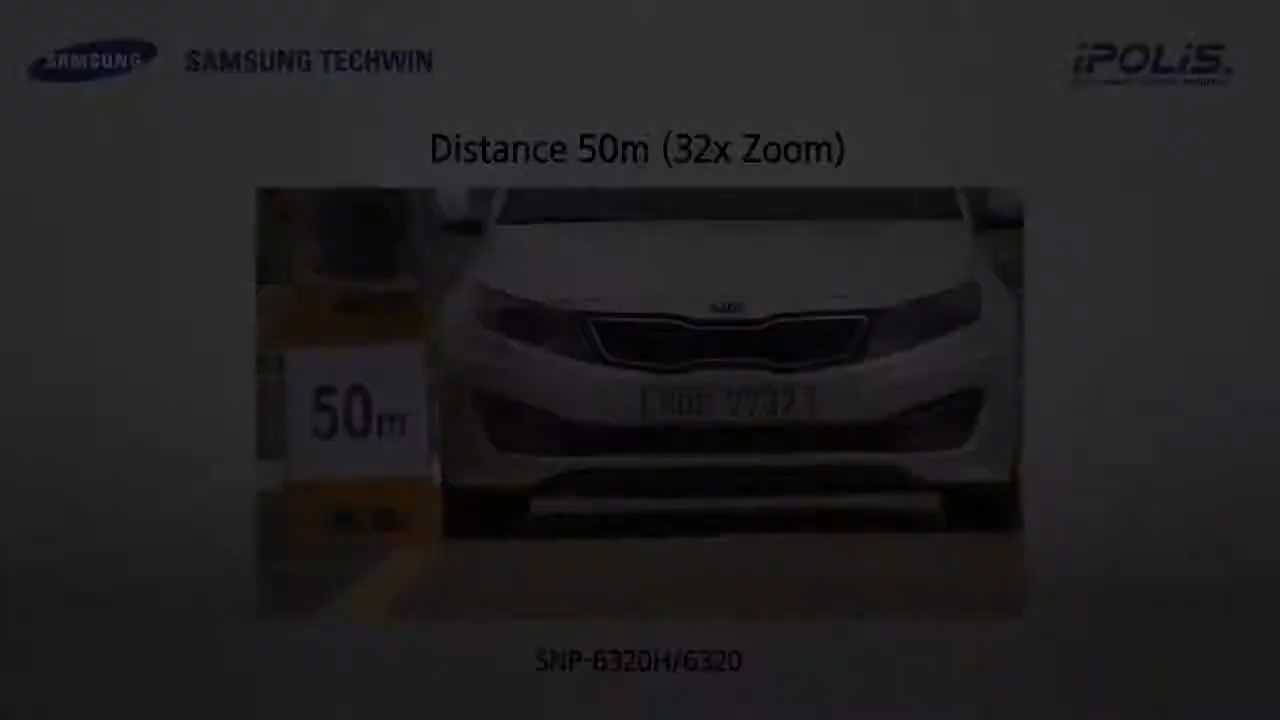 SAMSUNG
SAMSUNG TECHWIN
iPOLiS.
Distance 50m (32x Zoom)
50m
SNP-6320H/6320